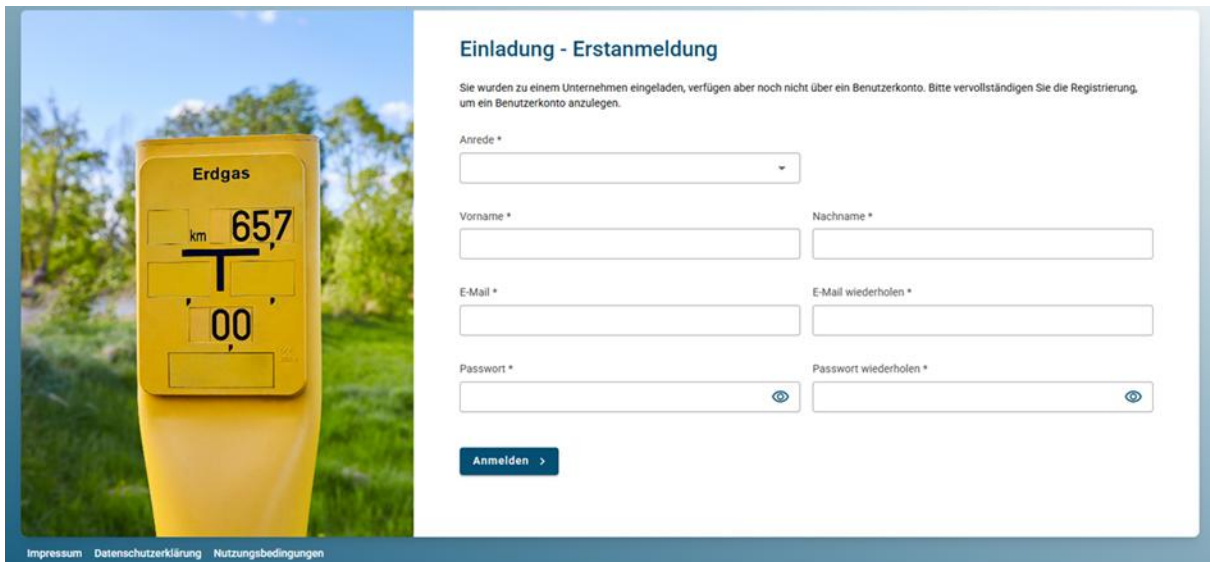 Einladung - Erstanmeldung
Sie wurden zu einem Unternehmen eingeladen, verfügen aber noch nicht über ein Benutzerkonto. Bitte vervollständigen Sie die Registrierung,
um ein Benutzerkonto anzulegen.
Anrede *
Vorname *
Nachname *
E-Mail *
E-Mail wiederholen *
Passwort *
Passwort wiederholen *
Anmelden >
Erdgas
km 65,7
T
, ,
00
,
Impressum Datenschutzerklärung Nutzungsbedingungen